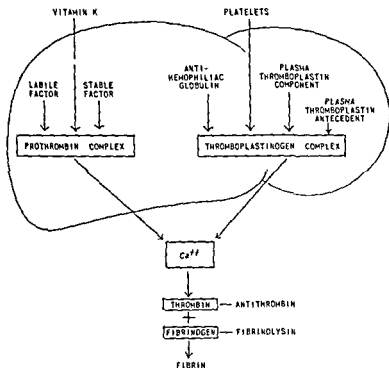 VITAMIN K
PLATELETS
ANTI-
HEMOPHILIAC
GLOBULIN
PLASMA
THROMBOPLASTIN
COMPONENT
PLASMA
THROMBOPLASTIN
ANTECEDENT
LABILE
FACTOR
STABLE
FACTOR
PROTHROMBIN COMPLEX
THROMBOPLASTINOGEN COMPLEX
Ca++
THROMBIN
ANTITHROMBIN
+
FIBRINOGEN
FIBRINOLYSIN
FIBRIN